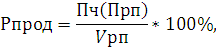 Рпрод = Пч(Прп) / Vрп * 100%,